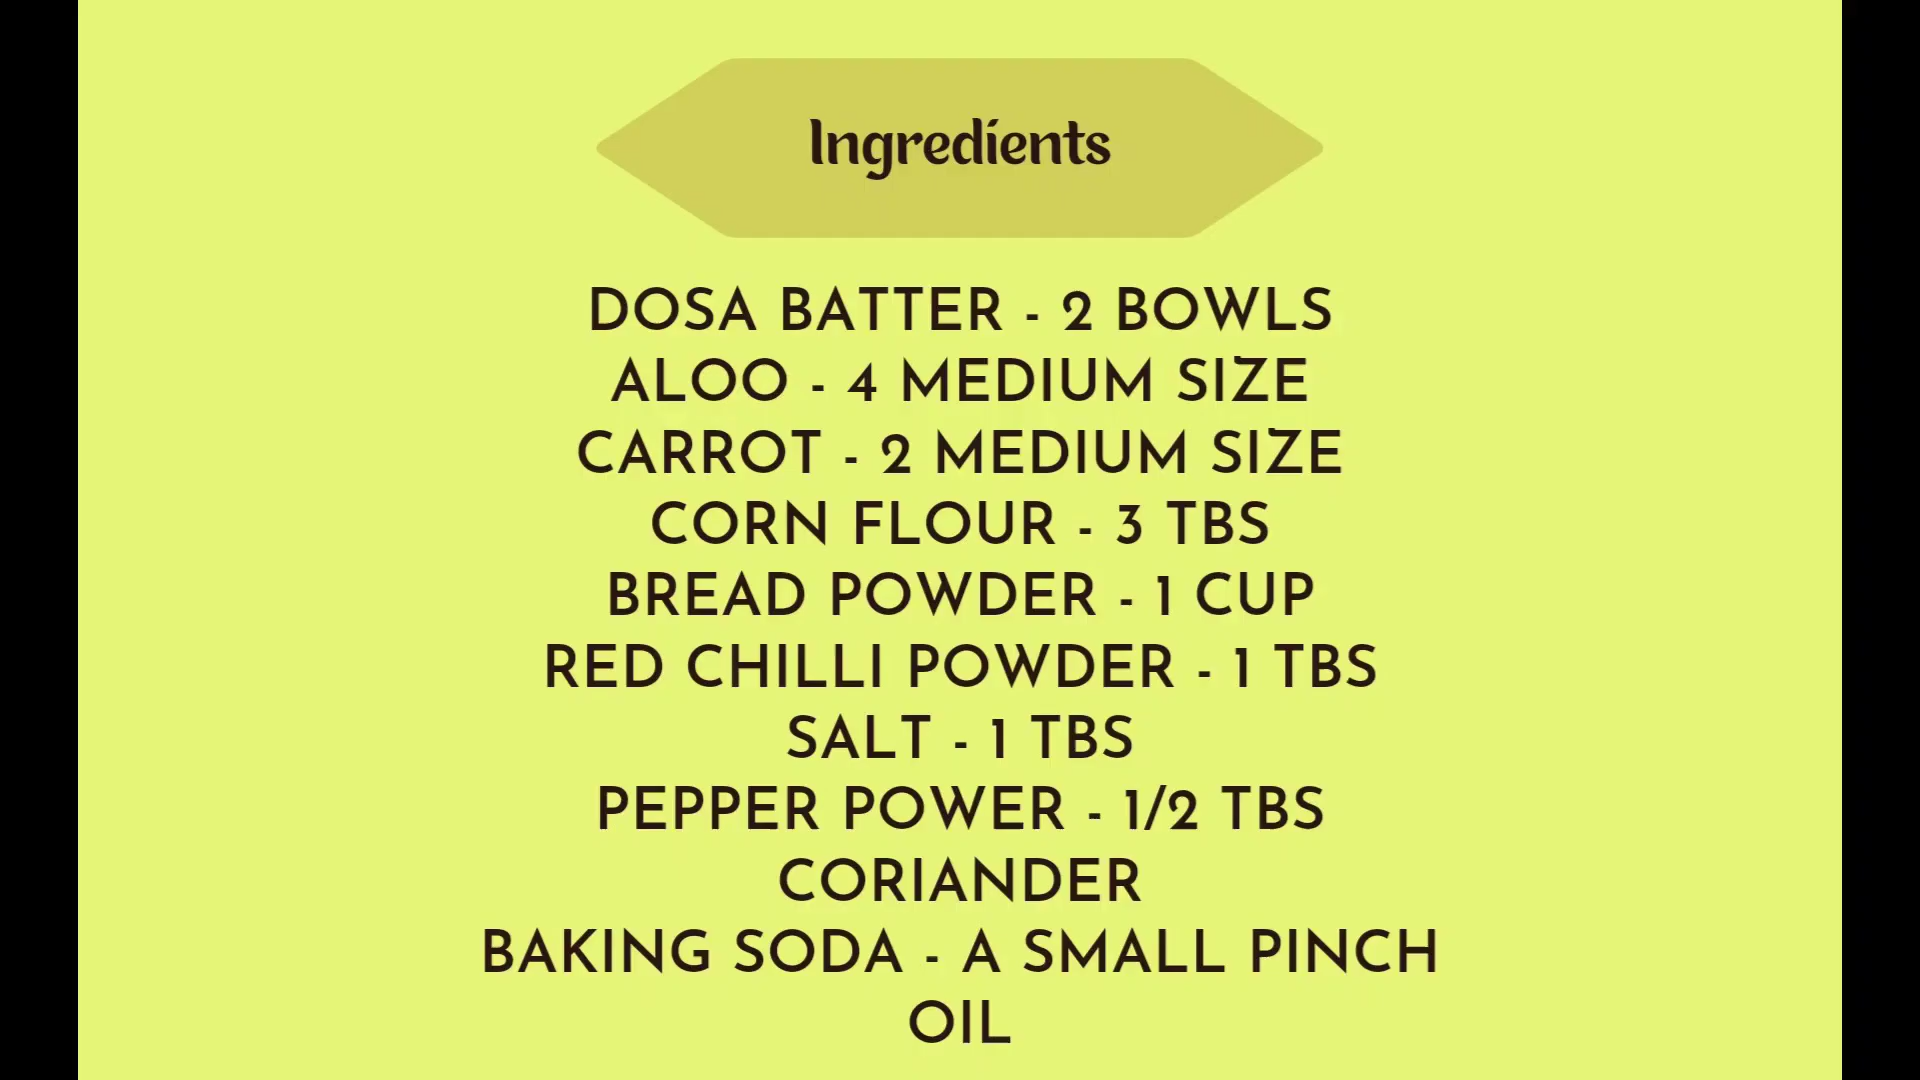 Ingredients
DOSA BATTER - 2 BOWLS
ALOO - 4 MEDIUM SIZE
CARROT - 2 MEDIUM SIZE
CORN FLOUR - 3 TBS
BREAD POWDER - 1 CUP
RED CHILLI POWDER - 1 TBS
SALT - 1 TBS
PEPPER POWER - 1/2 TBS
CORIANDER
BAKING SODA - A SMALL PINCH
OIL